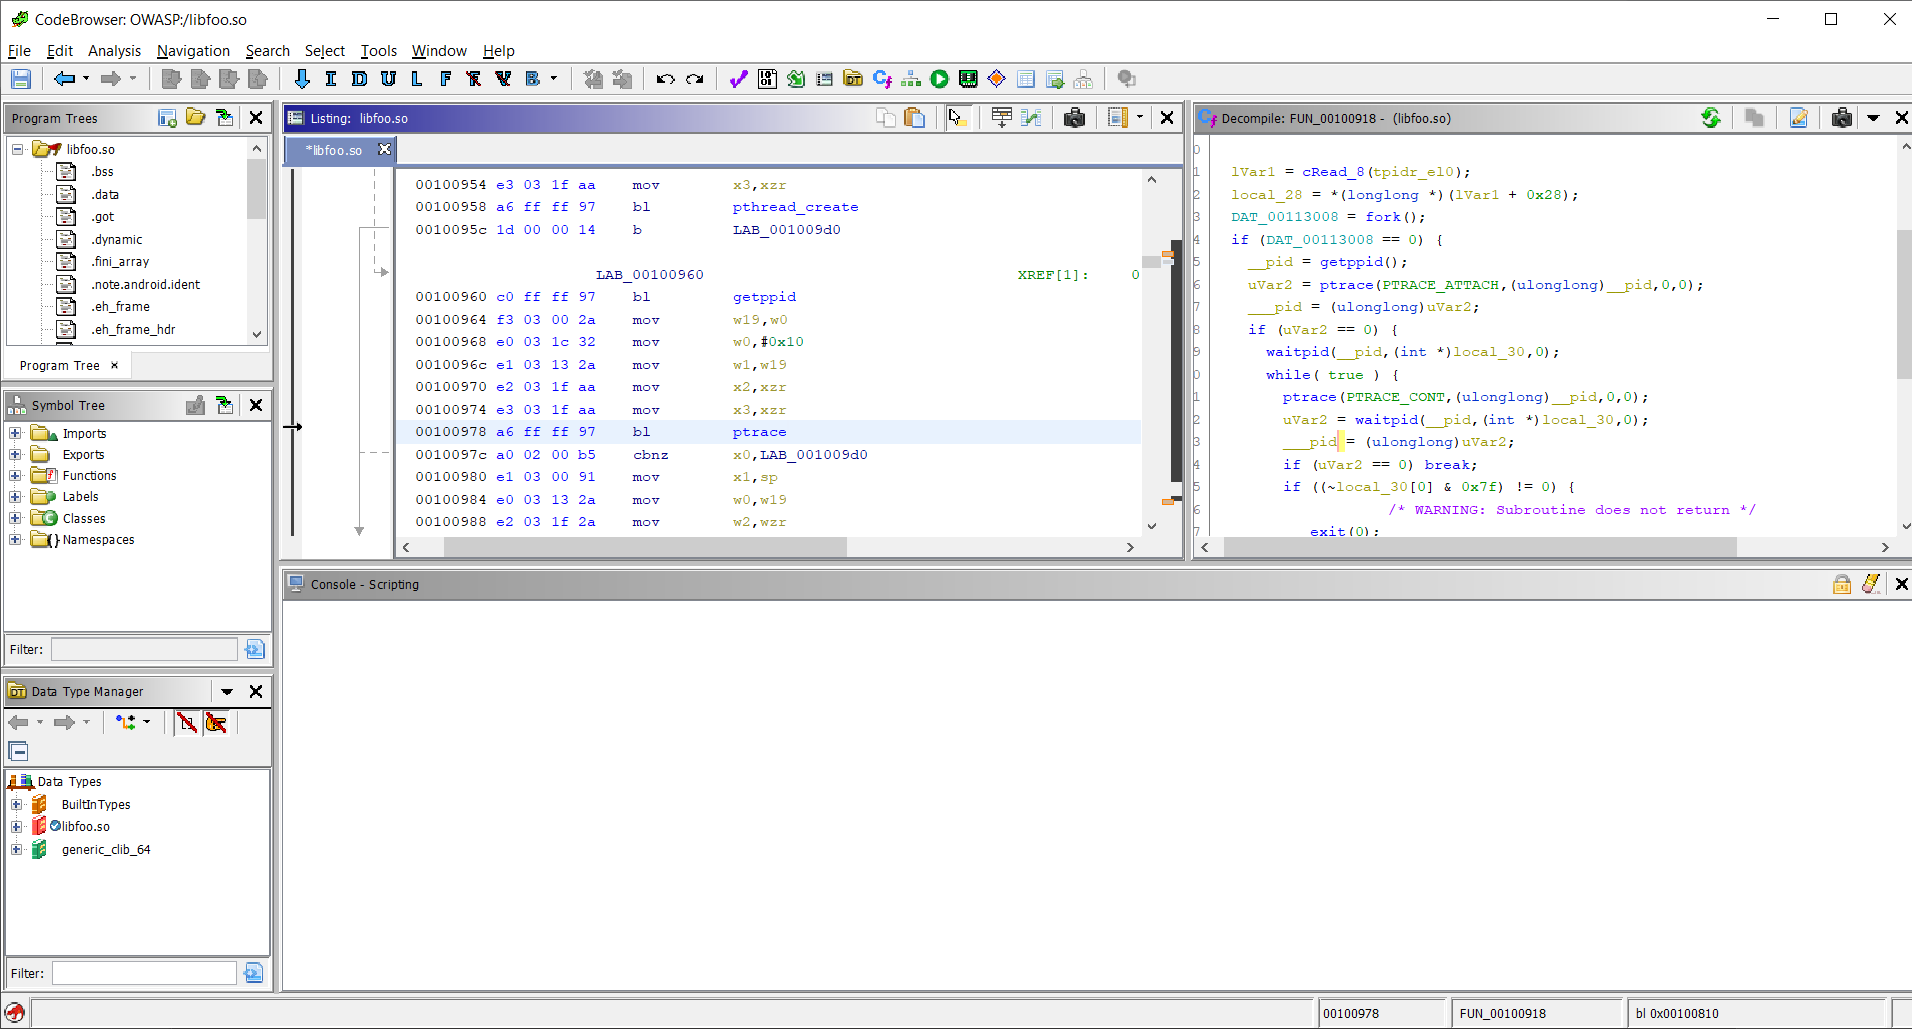 CodeBrowser: OWASP:/libfoo.so
File Edit Analysis Navigation Search Select Tools Window Help
I D U L F B
Program Trees
libfoo.so
.bss
.data
.got
.dynamic
.fini_array
.note.android.ident
.eh_frame
.eh_frame_hdr
Program Tree ×
Symbol Tree
Imports
Exports
Functions
Labels
Classes
Namespaces
Filter:
Data Type Manager
Data Types
BuiltInTypes
libfoo.so
generic_clib_64
Filter:
Listing: libfoo.so
*libfoo.so
00100954 e3 03 1f aa mov x3,xzr
00100958 a6 ff ff 97 bl pthread_create
0010095c 1d 00 00 14 b LAB_001009d0
LAB_00100960 XREF[1]: 0
00100960 c0 ff ff 97 bl getppid
00100964 f3 03 00 2a mov w19,w0
00100968 e0 03 1c 32 mov w0,#0x10
0010096c e1 03 13 2a mov w1,w19
00100970 e2 03 1f aa mov x2,xzr
00100974 e3 03 1f aa mov x3,xzr
00100978 a6 ff ff 97 bl ptrace
0010097c a0 02 00 b5 cbnz x0,LAB_001009d0
00100980 e1 03 00 91 mov x1,sp
00100984 e0 03 13 2a mov w0,w19
00100988 e2 03 1f 2a mov w2,wzr
Decompile: FUN_00100918 - (libfoo.so)
0
1 lVar1 = cRead_8(tpidr_el0);
2 local_28 = *(longlong *)(lVar1 + 0x28);
3 DAT_00113008 = fork();
4 if (DAT_00113008 == 0) {
5 __pid = getppid();
6 uVar2 = ptrace(PTRACE_ATTACH,(ulonglong)__pid,0,0);
7 ___pid = (ulonglong)uVar2;
8 if (uVar2 == 0) {
9 waitpid(__pid,(int *)local_30,0);
0 while( true ) {
1 ptrace(PTRACE_CONT,(ulonglong)__pid,0,0);
2 uVar2 = waitpid(__pid,(int *)local_30,0);
3 ___pid = (ulonglong)uVar2;
4 if (uVar2 == 0) break;
5 if ((~local_30[0] & 0x7f) != 0) {
6 /* WARNING: Subroutine does not return */
7 exit(0);
Console - Scripting
00100978 FUN_00100918 bl 0x00100810